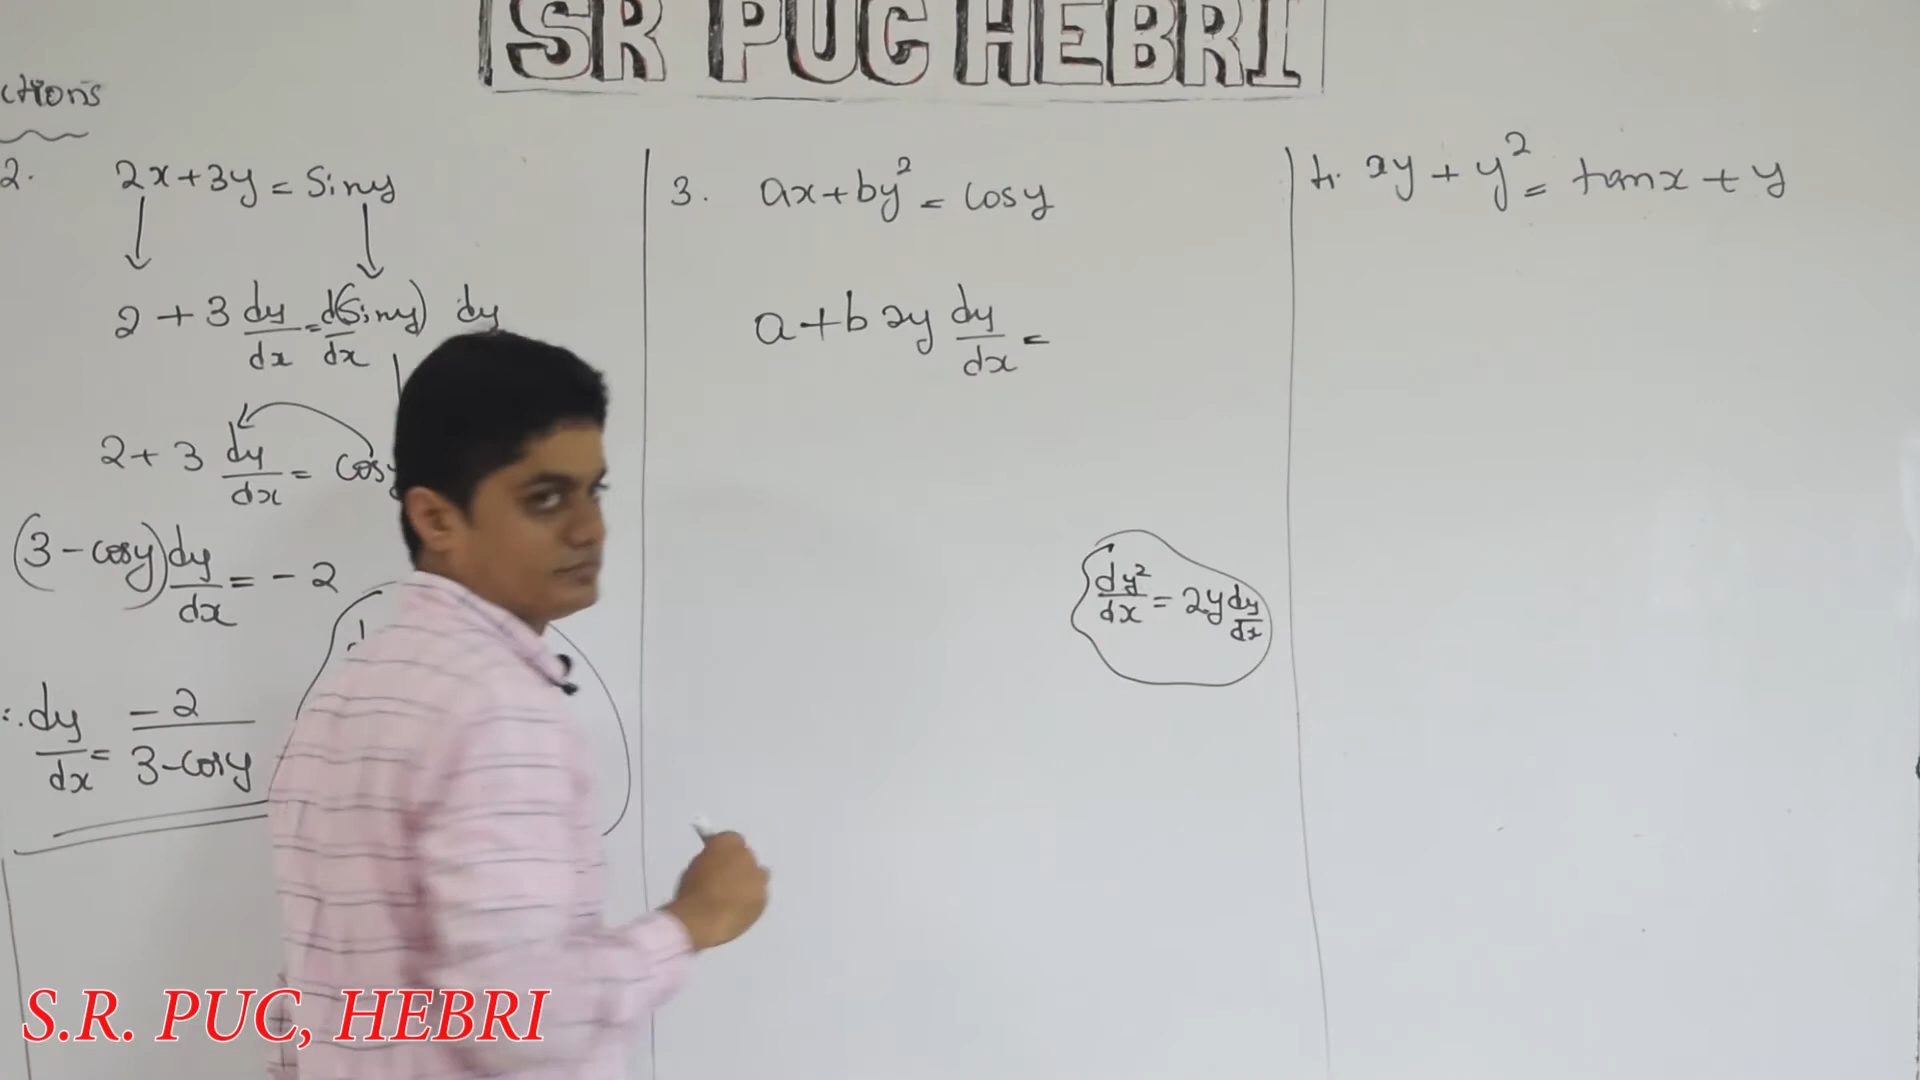 SR PUC HEBRI
ctions
2. 2x+3y = Siny
2 + 3 dy/dx = d(Siny)/dx dy
2 + 3 dy/dx = cosy
(3 - cosy) dy/dx = -2
∴ dy/dx = -2/3-cosy
3. ax+by² = cosy
a+b 2y dy/dx =
dy²/dx = 2y dy/dx
4. xy + y² = tanx + y
S.R. PUC, HEBRI